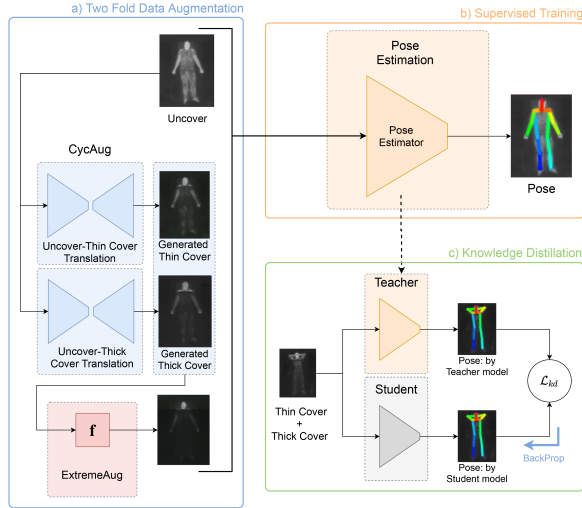 a) Two Fold Data Augmentation
Uncover
CycAug
Uncover-Thin Cover
Translation
Generated
Thin Cover
Uncover-Thick
Cover Translation
Generated
Thick Cover
f
ExtremeAug
b) Supervised Training
Pose
Estimation
Pose
Estimator
Pose
c) Knowledge Distillation
Teacher
Pose: by
Teacher model
Thin Cover
+
Thick Cover
Student
Pose: by
Student model
ℒkd
BackProp